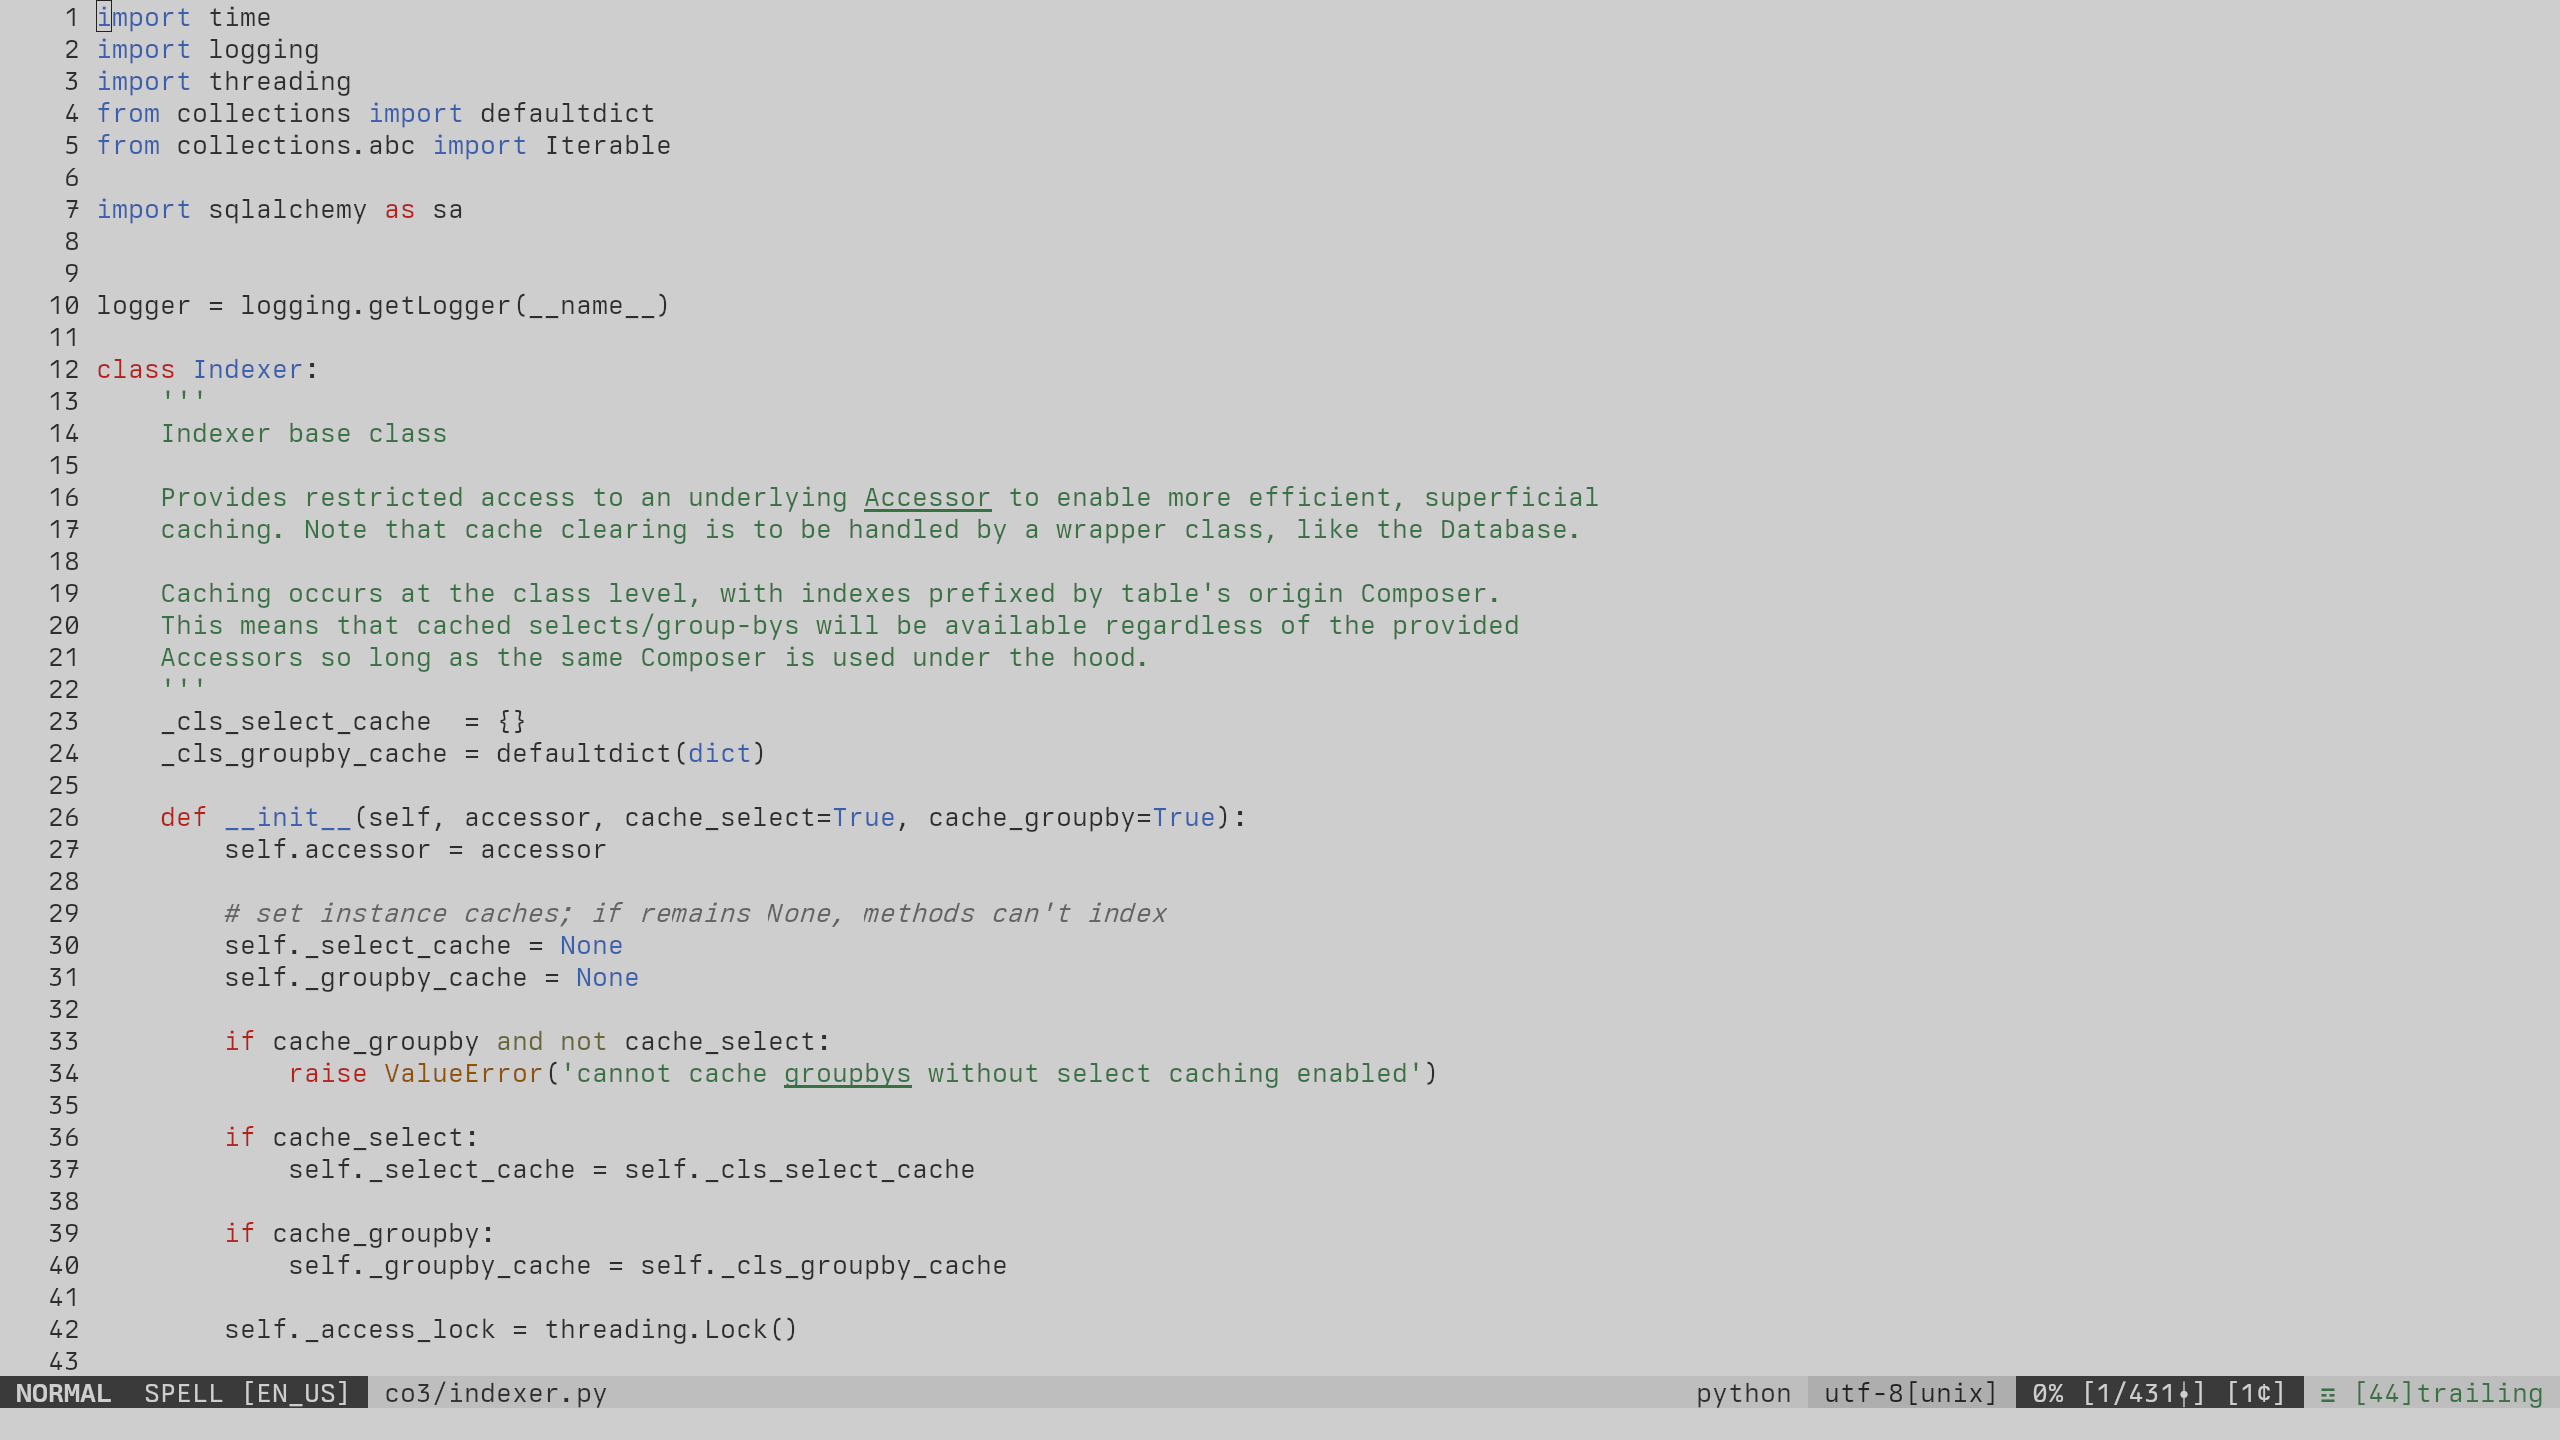 1 import time
2 import logging
3 import threading
4 from collections import defaultdict
5 from collections.abc import Iterable
6
7 import sqlalchemy as sa
8
9
10 logger = logging.getLogger(__name__)
11
12 class Indexer:
13     '''
14     Indexer base class
15
16     Provides restricted access to an underlying Accessor to enable more efficient, superficial
17     caching. Note that cache clearing is to be handled by a wrapper class, like the Database.
18
19     Caching occurs at the class level, with indexes prefixed by table's origin Composer.
20     This means that cached selects/group-bys will be available regardless of the provided
21     Accessors so long as the same Composer is used under the hood.
22     '''
23     _cls_select_cache  = {}
24     _cls_groupby_cache = defaultdict(dict)
25
26     def __init__(self, accessor, cache_select=True, cache_groupby=True):
27         self.accessor = accessor
28
29         # set instance caches; if remains None, methods can't index
30         self._select_cache = None
31         self._groupby_cache = None
32
33         if cache_groupby and not cache_select:
34             raise ValueError('cannot cache groupbys without select caching enabled')
35
36         if cache_select:
37             self._select_cache = self._cls_select_cache
38
39         if cache_groupby:
40             self._groupby_cache = self._cls_groupby_cache
41
42         self._access_lock = threading.Lock()
43
NORMAL  SPELL [EN_US]  co3/indexer.py  python  utf-8[unix]  0% [1/431] [1¢]  [44]trailing